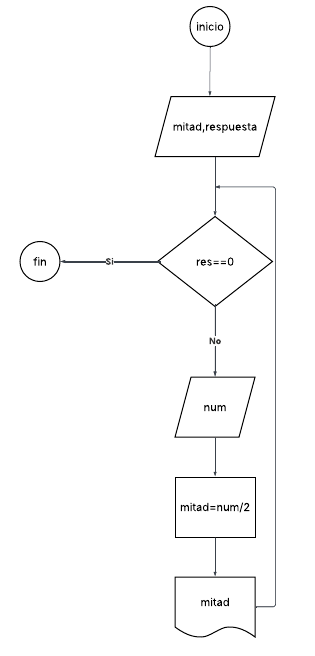 inicio
mitad,respuesta
res==0
Si
fin
No
num
mitad=num/2
mitad